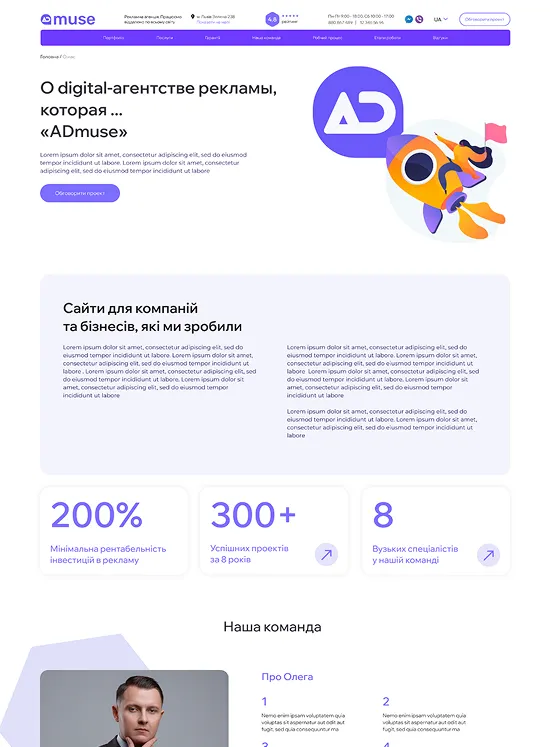 ADmuse
Рекламна агенція Працюємо
віддалено по всьому світу
м. Львів Зелена 238
4.8
рейтинг
Пн-Пт 9:00 - 18:00,Сб 10:00 - 17:00
UA
Обговорити проект
Портфоліо
Послуги
Гарантії
Наша команда
Робочий процес
Етапи роботи
Відгуки
Головна /
О digital-агентстве рекламы,
которая ...
«ADmuse»
Lorem ipsum dolor sit amet, consectetur adipiscing elit, sed do eiusmod
tempor incididunt ut labore. Lorem ipsum dolor sit amet, consectetur
adipiscing elit, sed do eiusmod tempor incididunt ut labore
Обговорити проект
AD
Сайти для компаній
та бізнесів, які ми зробили
Lorem ipsum dolor sit amet, consectetur adipiscing elit, sed do
eiusmod tempor incididunt ut labore. Lorem ipsum dolor sit amet,
consectetur adipiscing elit, sed do eiusmod tempor incididunt ut
labore . Lorem ipsum dolor sit amet, consectetur adipiscing elit, sed
do eiusmod tempor incididunt ut labore. Lorem ipsum dolor sit
amet, consectetur adipiscing elit, sed do eiusmod tempor
incididunt ut labore
Lorem ipsum dolor sit amet, consectetur adipiscing elit, sed do
eiusmod tempor incididunt ut labore. Lorem ipsum dolor sit amet,
consectetur adipiscing elit, sed do eiusmod tempor incididunt ut
labore Lorem ipsum dolor sit amet, consectetur adipiscing elit, sed
do eiusmod tempor incididunt ut labore. Lorem ipsum dolor sit
amet, consectetur adipiscing elit, sed do eiusmod tempor
incididunt ut labore
Lorem ipsum dolor sit amet, consectetur adipiscing elit, sed do
eiusmod tempor incididunt ut labore. Lorem ipsum dolor sit amet,
consectetur adipiscing elit, sed do eiusmod tempor incididunt ut
labore
200%
Мінімальна рентабельність
інвестицій в рекламу
300+
Успішних проектів
за 8 років
8
Вузьких спеціалістів
у нашій команді
Наша команда
Про Олега
1
Nemo enim ipsam voluptatem quia
voluptas sit aspernatur aut odit aut
fugit, sed quia consequuntur ma
2
Nemo enim ipsam voluptatem quia
voluptas sit aspernatur aut odit aut
fugit, sed quia consequuntur ma
3
4